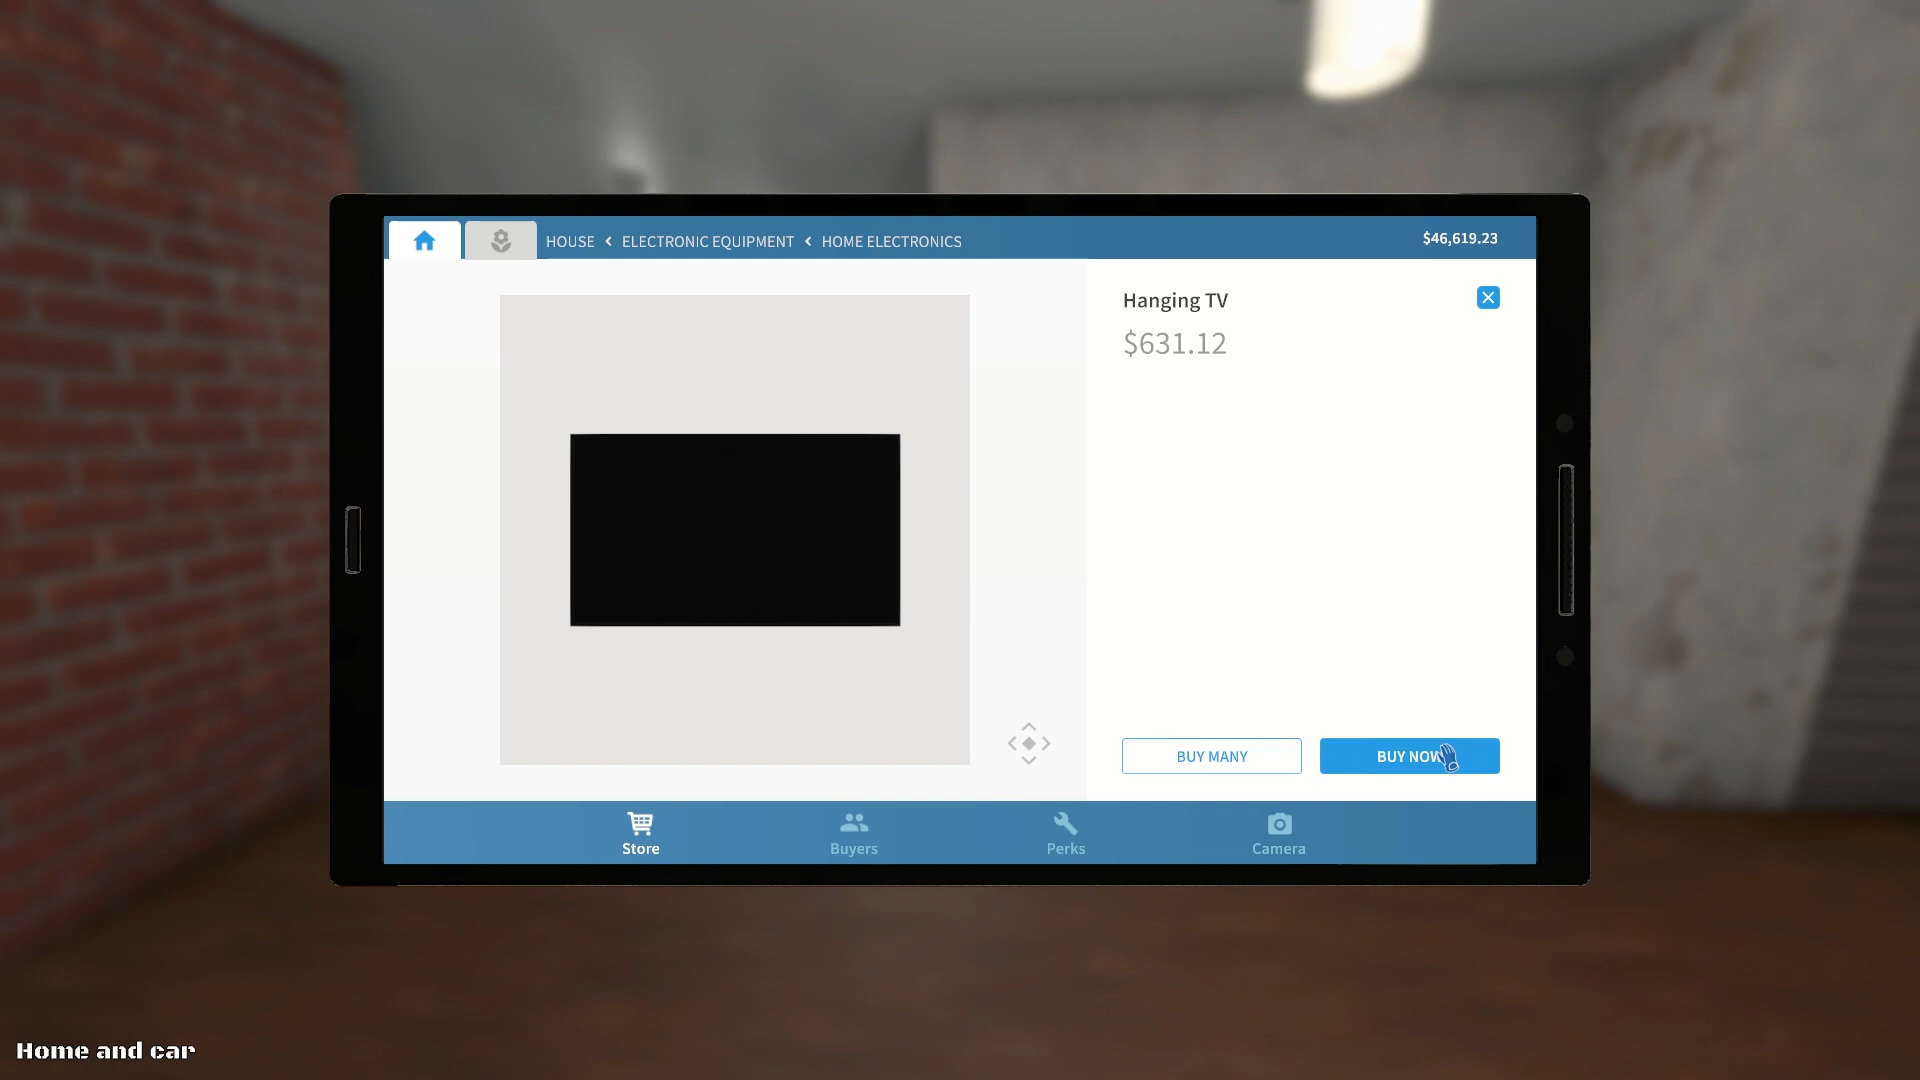 HOUSE < ELECTRONIC EQUIPMENT < HOME ELECTRONICS
$46,619.23
Hanging TV
$631.12
BUY MANY
BUY NOW
Store
Buyers
Perks
Camera
Home and car